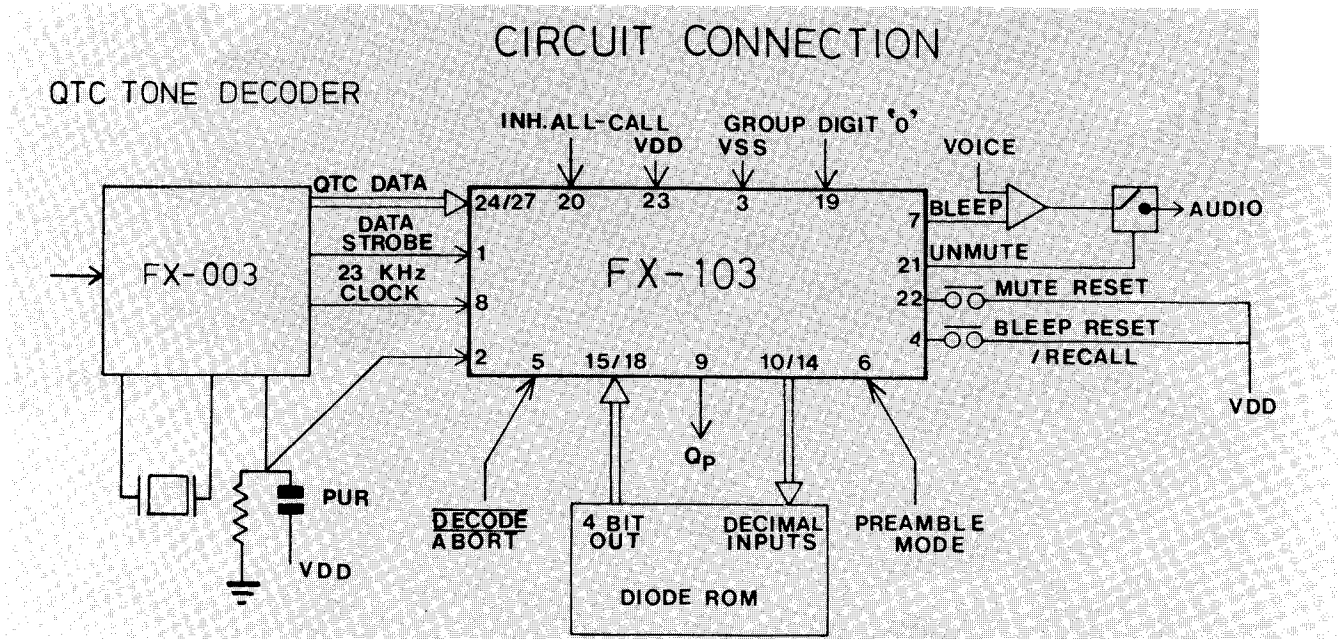 CIRCUIT CONNECTION
QTC TONE DECODER
INH. ALL-CALL
VDD
GROUP DIGIT '0'
VSS
VOICE
QTC DATA
24/27
20
23
3
19
7
BLEEP
AUDIO
DATA
STROBE
1
FX-003
FX-103
21
UNMUTE
23 KHz
CLOCK
8
22
MUTE RESET
4
BLEEP RESET
/RECALL
2
5
15/18
9
10/14
6
VDD
QP
PUR
VDD
DECODE
ABORT
4 BIT
OUT
DECIMAL
INPUTS
PREAMBLE
MODE
DIODE ROM